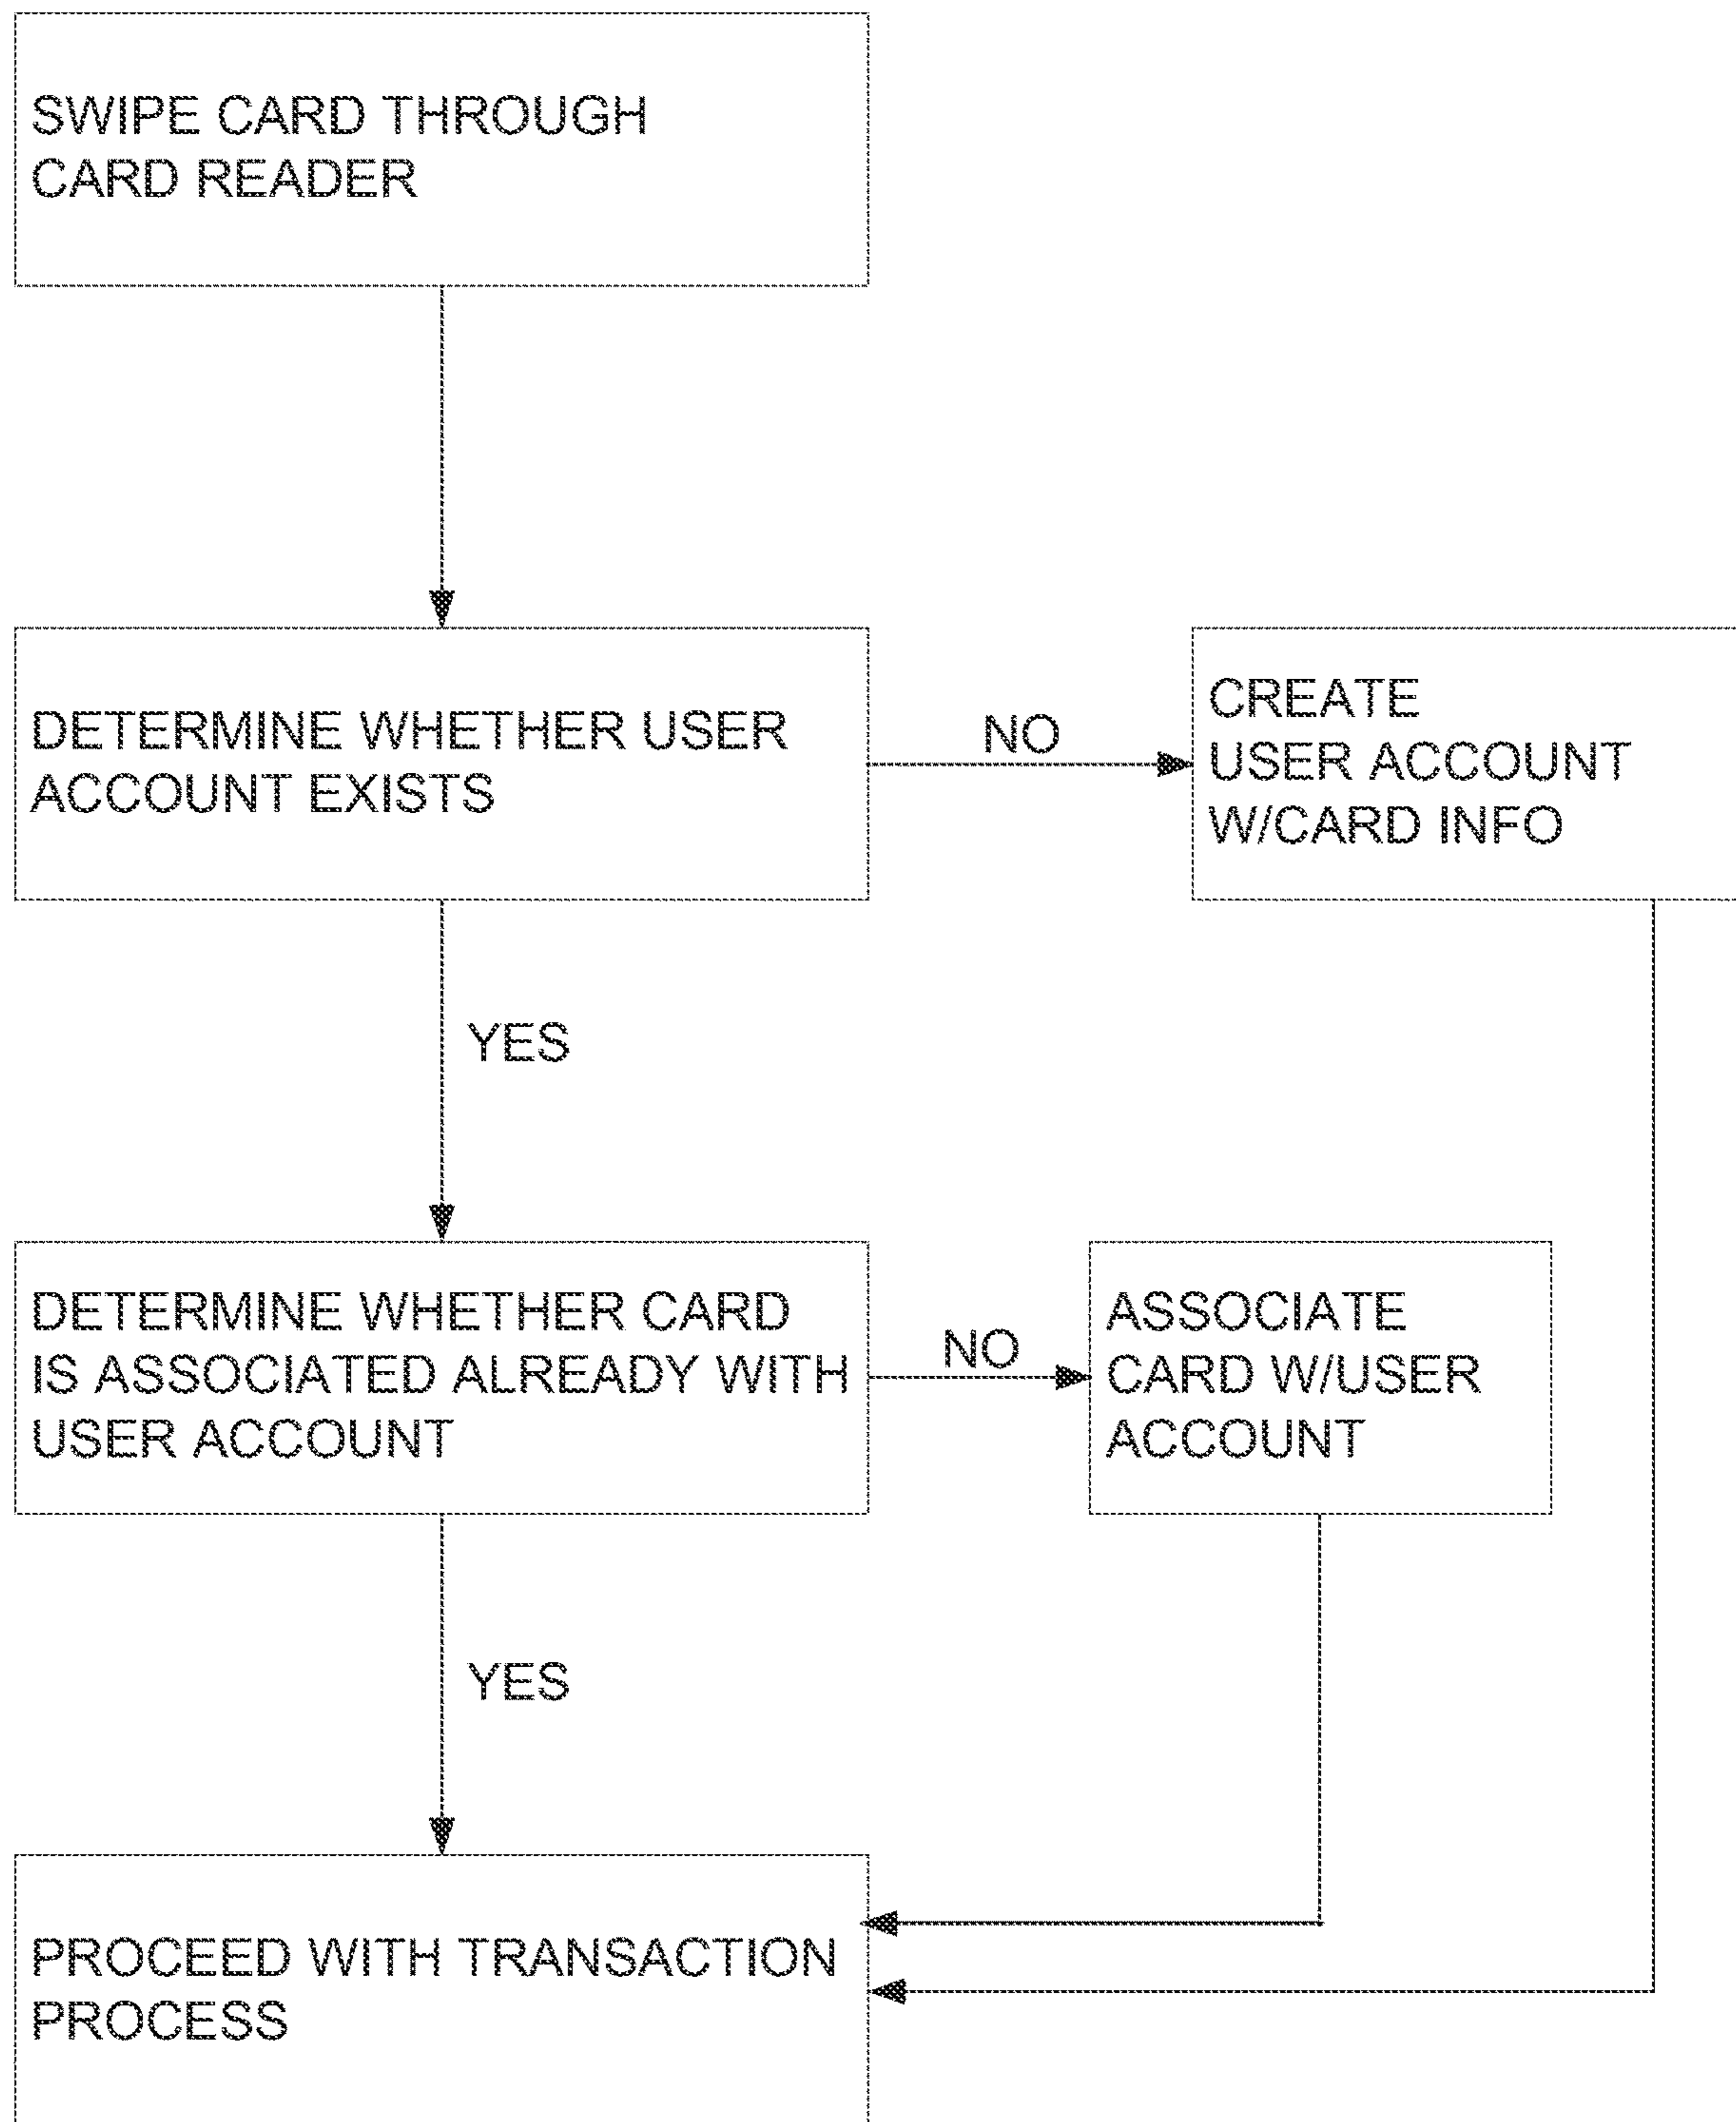 SWIPE CARD THROUGH
CARD READER
DETERMINE WHETHER USER
ACCOUNT EXISTS
NO
CREATE
USER ACCOUNT
W/CARD INFO
YES
DETERMINE WHETHER CARD
IS ASSOCIATED ALREADY WITH
USER ACCOUNT
NO
ASSOCIATE
CARD W/USER
ACCOUNT
YES
PROCEED WITH TRANSACTION
PROCESS